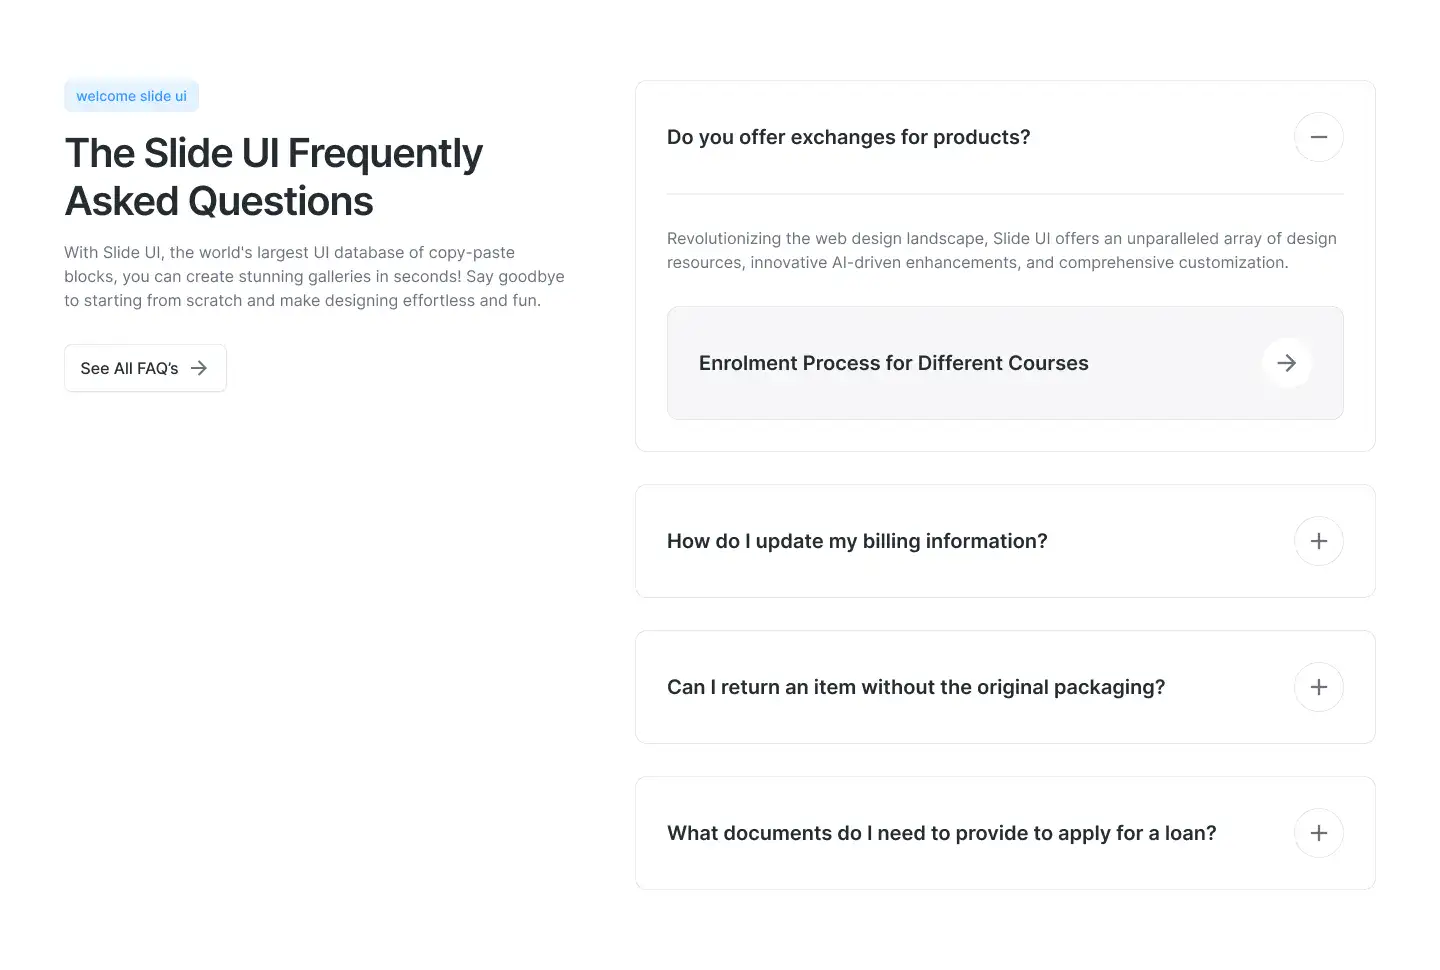 welcome slide ui
The Slide UI Frequently
Asked Questions
With Slide UI, the world's largest UI database of copy-paste
blocks, you can create stunning galleries in seconds! Say goodbye
to starting from scratch and make designing effortless and fun.
See All FAQ’s
Do you offer exchanges for products?
Revolutionizing the web design landscape, Slide UI offers an unparalleled array of design
resources, innovative AI-driven enhancements, and comprehensive customization.
Enrolment Process for Different Courses
How do I update my billing information?
Can I return an item without the original packaging?
What documents do I need to provide to apply for a loan?